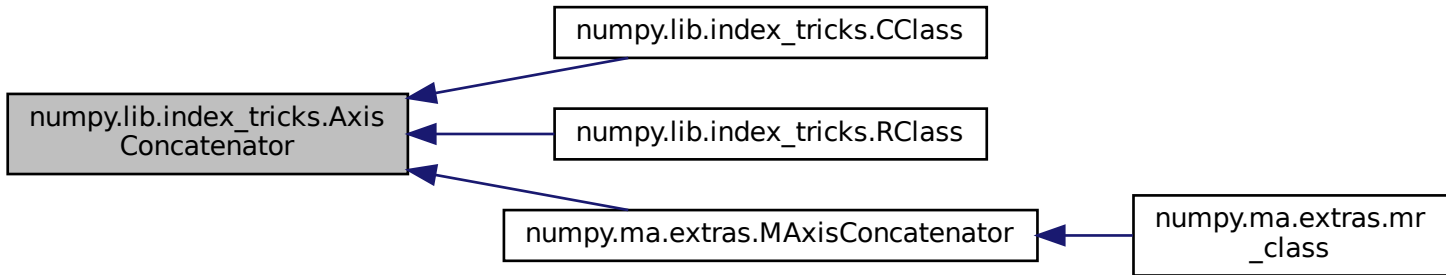 numpy.lib.index_tricks.CClass
numpy.lib.index_tricks.Axis
Concatenator
numpy.lib.index_tricks.RClass
numpy.ma.extras.MAxisConcatenator
numpy.ma.extras.mr
_class